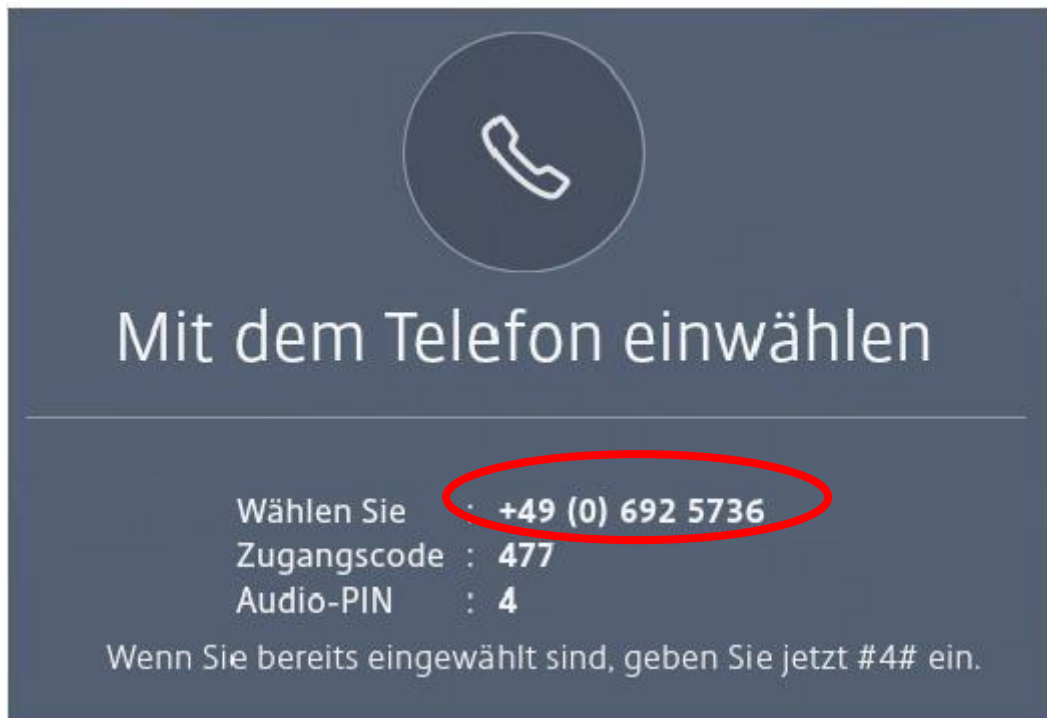 Mit dem Telefon einwählen
Wählen Sie : +49 (0) 692 5736
Zugangscode : 477
Audio-PIN : 4
Wenn Sie bereits eingewählt sind, geben Sie jetzt #4# ein.